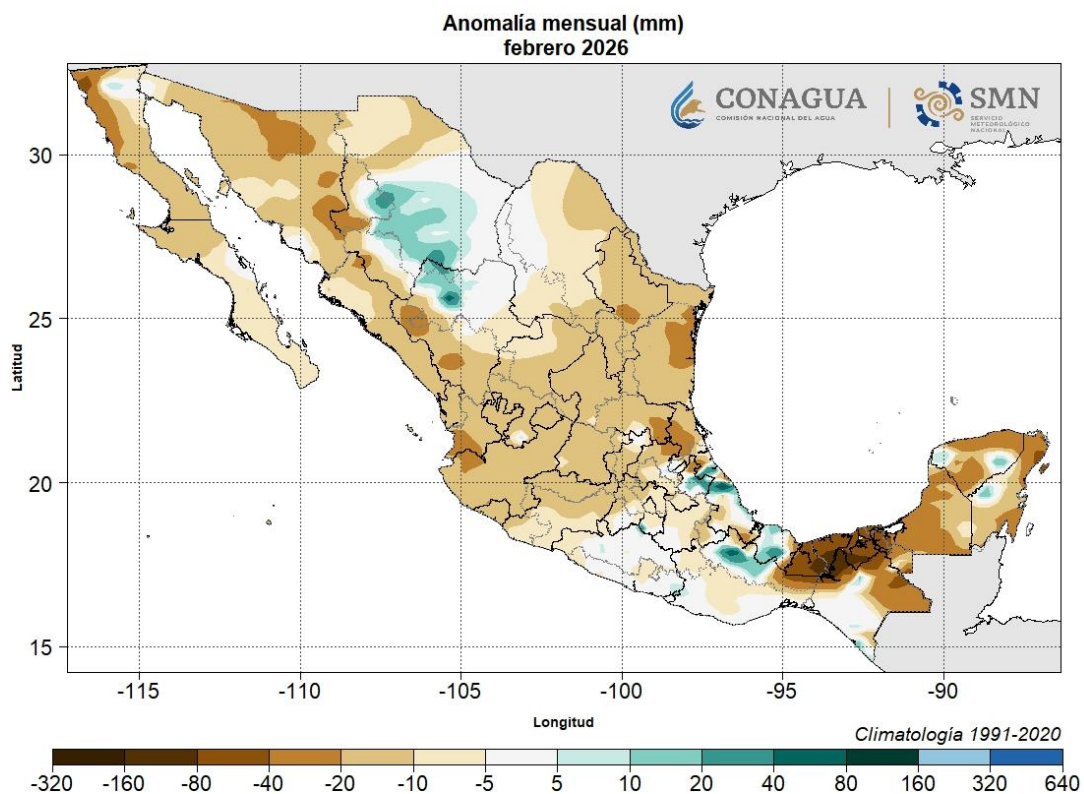 Anomalía mensual (mm)
febrero 2026
CONAGUA
COMISIÓN NACIONAL DEL AGUA
SMN
SERVICIO
METEOROLÓGICO
NACIONAL
30
25
20
15
Latitud
-115 -110 -105 -100 -95 -90
Longitud
Climatología 1991-2020
-320 -160 -80 -40 -20 -10 -5 5 10 20 40 80 160 320 640